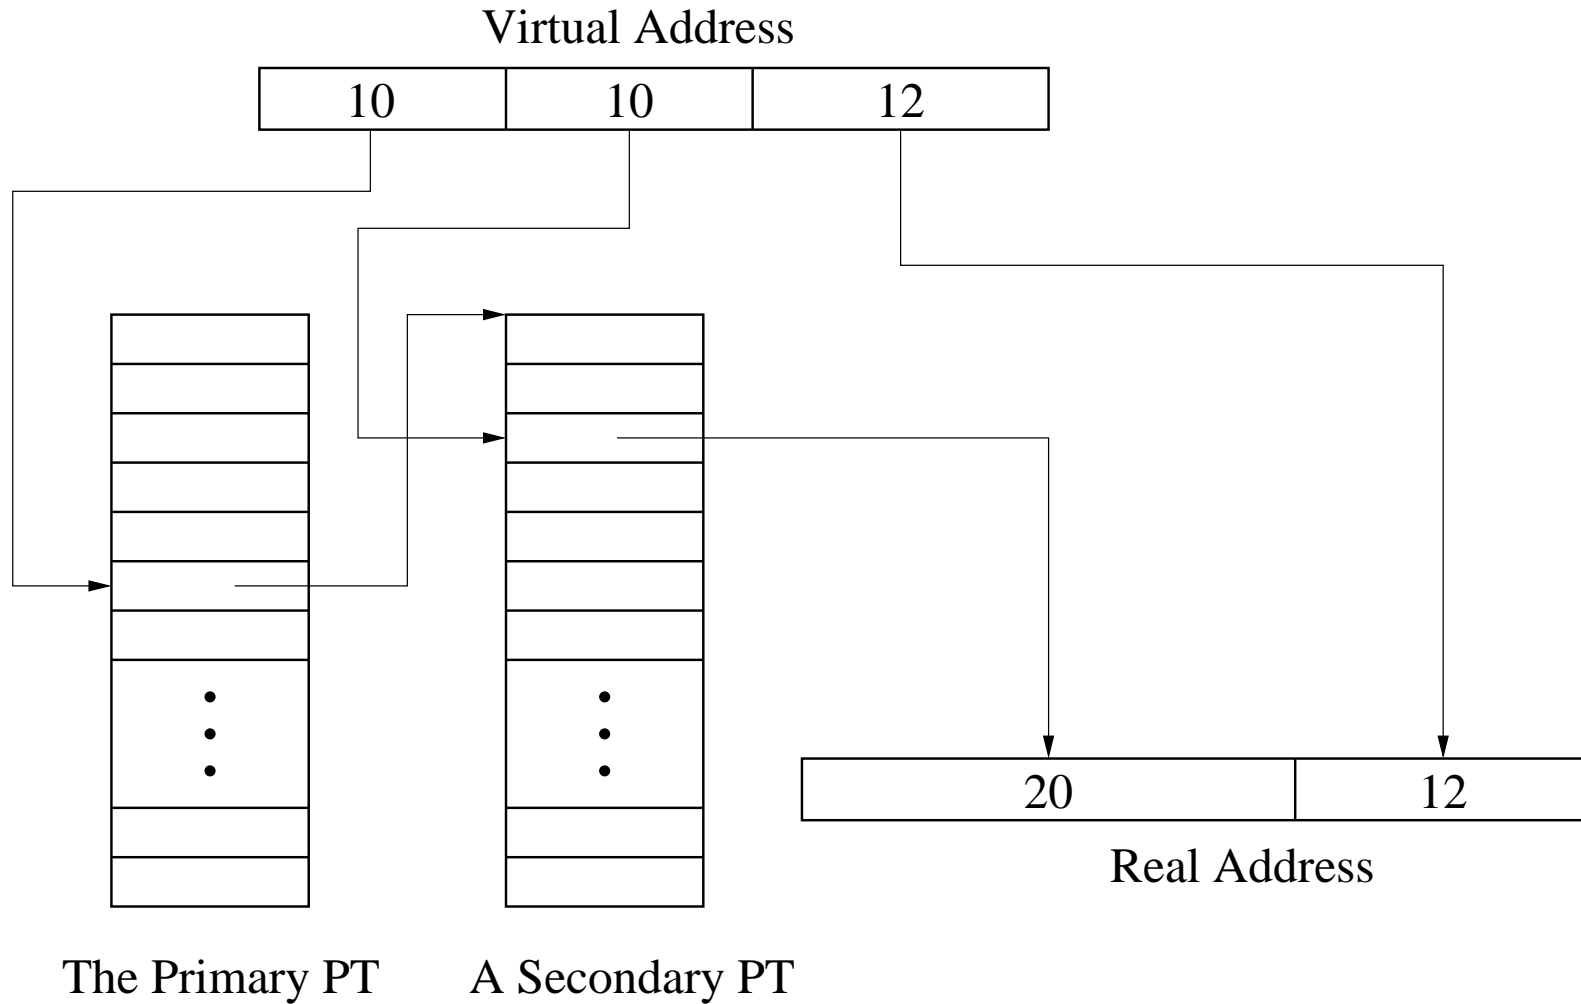 Virtual Address
10 10 12
20 12
Real Address
The Primary PT A Secondary PT